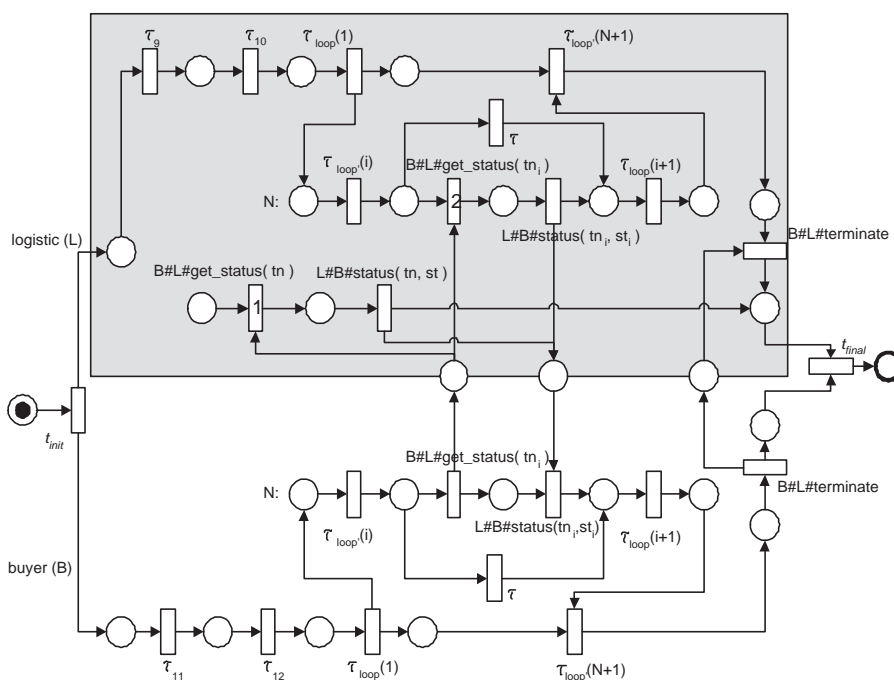 τ9
τ10
τloop(1)
τloop'(N+1)
τ
τloop'(i)
B#L#get_status( tni)
τloop(i+1)
N:
2
L#B#status( tni, sti)
logistic (L)
B#L#terminate
B#L#get_status( tn)
L#B#status( tn, st)
1
tfinal
tinit
B#L#get_status( tni)
N:
B#L#terminate
L#B#status(tni,sti)
τloop'(i)
τloop(i+1)
buyer (B)
τ
τ11
τ12
τloop(1)
τloop'(N+1)